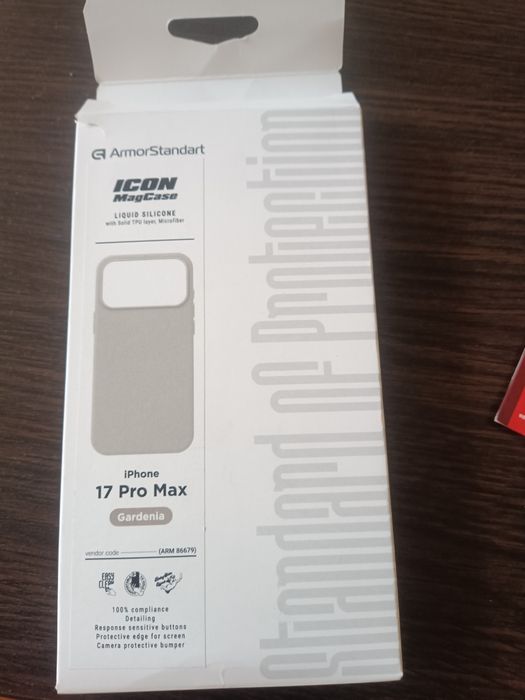 ArmorStandart
ICON
MagCase
LIQUID SILICONE
with Solid TPU layer, Microfiber
iPhone
17 Pro Max
Gardenia
vendor code (ARM 86679)
100% compliance
Detailing
Response sensitive buttons
Protective edge for screen
Camera protective bumper
Standard of Protection